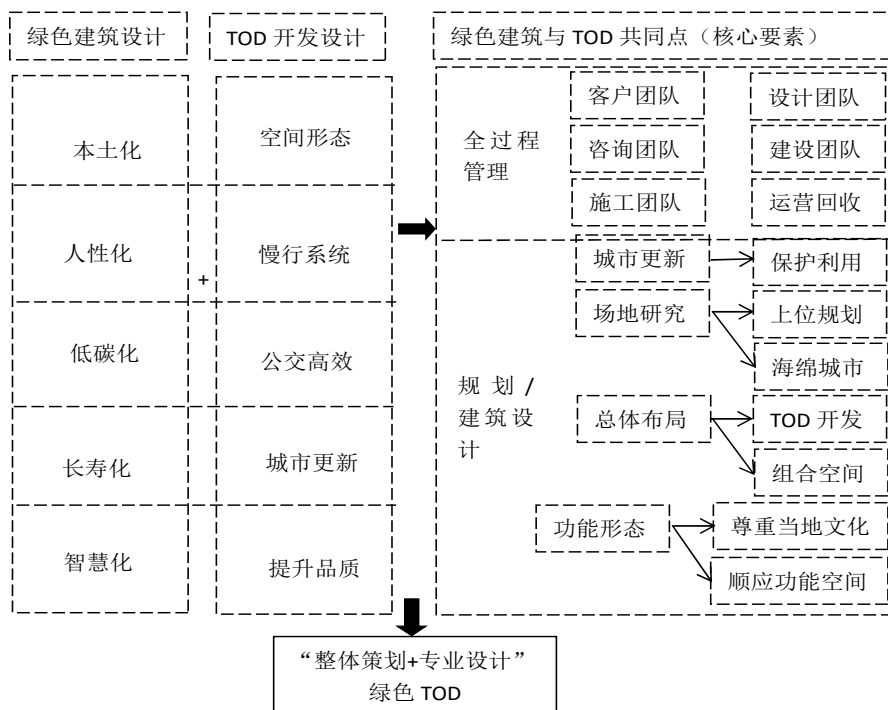 绿色建筑设计
TOD 开发设计
绿色建筑与 TOD 共同点（核心要素）
本土化
人性化
低碳化
长寿化
智慧化
+
空间形态
慢行系统
公交高效
城市更新
提升品质
全过程
管理
客户团队
设计团队
咨询团队
建设团队
施工团队
运营回收
规划/
建筑设
计
城市更新
保护利用
场地研究
上位规划
海绵城市
总体布局
TOD 开发
组合空间
功能形态
尊重当地文化
顺应功能空间
“整体策划+专业设计”
绿色 TOD